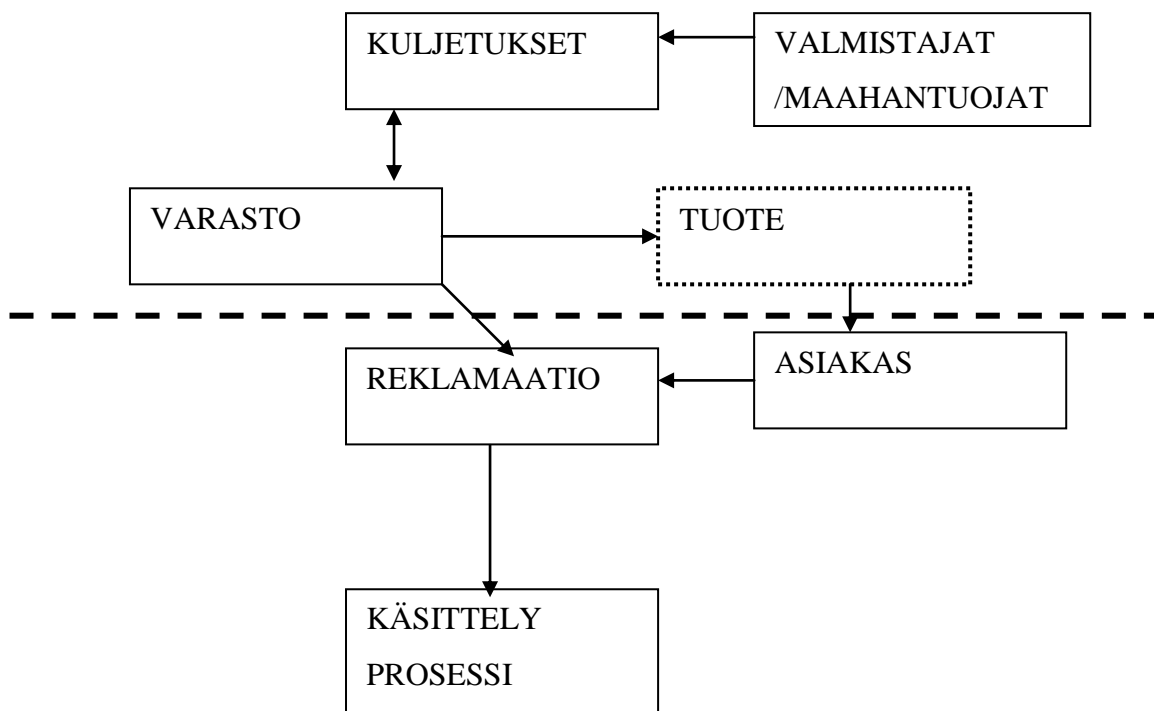 KULJETUKSET
VALMISTAJAT
/MAAHANTUOJAT
VARASTO
TUOTE
REKLAMAATIO
ASIAKAS
KÄSITTELY
PROSESSI